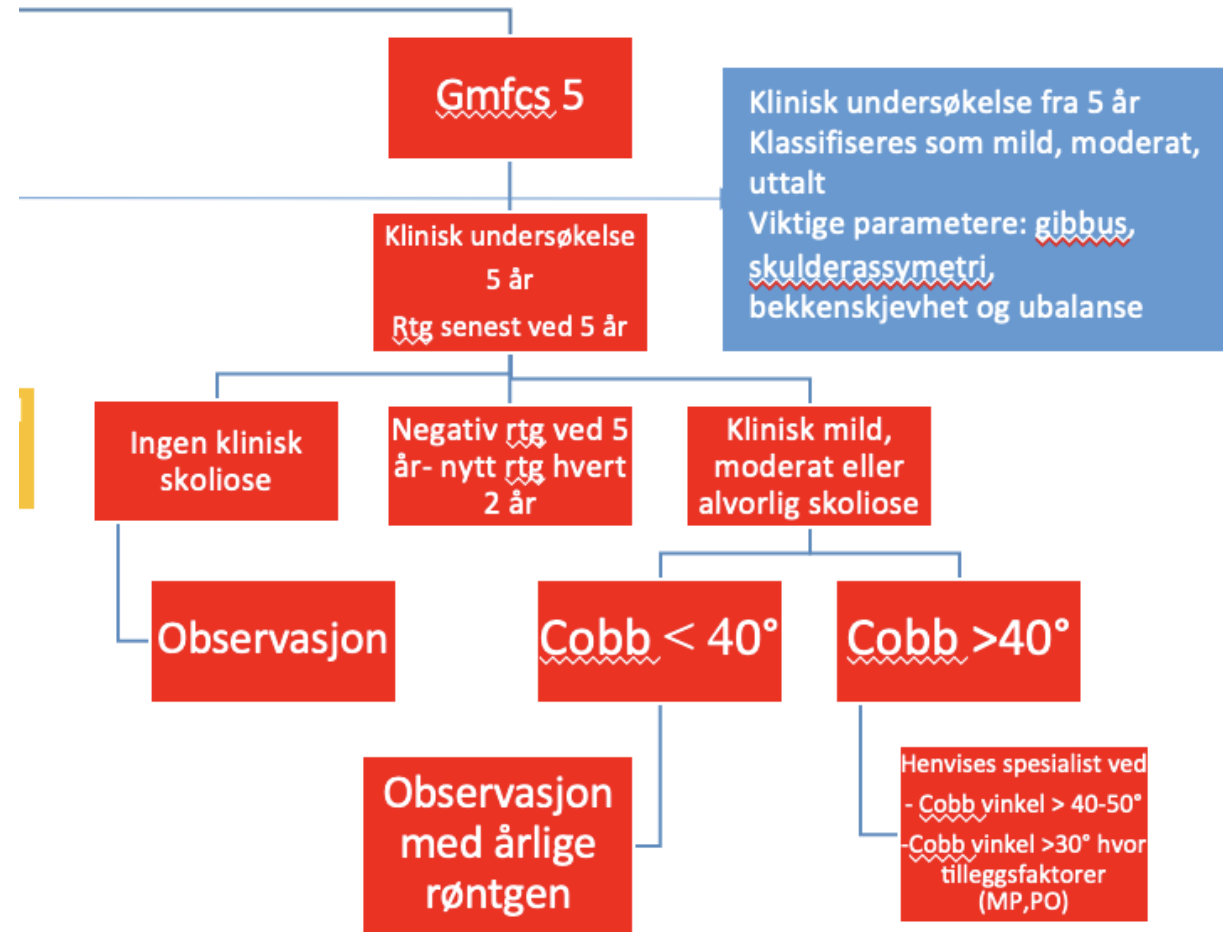 Gmfcs 5
Klinisk undersøkelse fra 5 år
Klassifiseres som mild, moderat,
uttalt
Viktige parametere: gibbus,
skulderassymetri,
bekkenskjevhet og ubalanse
Klinisk undersøkelse
5 år
Rtg senest ved 5 år
Ingen klinisk
skoliose
Negativ rtg ved 5
år- nytt rtg hvert
2 år
Klinisk mild,
moderat eller
alvorlig skoliose
Observasjon
Cobb < 40°
Cobb >40°
Observasjon
med årlige
røntgen
Henvises spesialist ved
- Cobb vinkel > 40-50°
-Cobb vinkel >30° hvor
tilleggsfaktorer
(MP,PO)